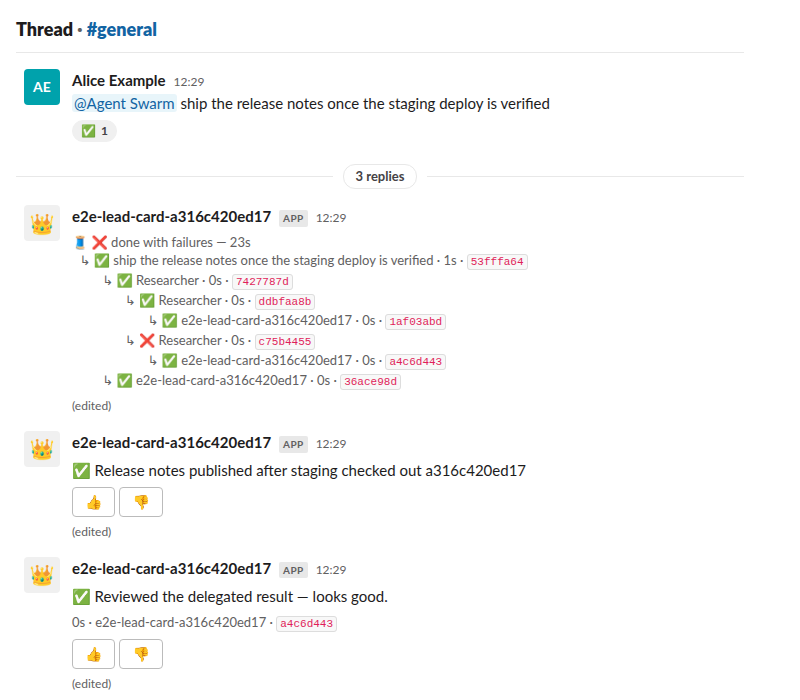 Thread • #general
AE
Alice Example 12:29
@Agent Swarm ship the release notes once the staging deploy is verified
✅ 1
3 replies
👑 e2e-lead-card-a316c420ed17 APP 12:29
🧵 ❌ done with failures — 23s
↳ ✅ ship the release notes once the staging deploy is verified · 1s · 53fffa64
↳ ✅ Researcher · 0s · 7427787d
↳ ✅ Researcher · 0s · ddbfaa8b
↳ ✅ e2e-lead-card-a316c420ed17 · 0s · 1af03abd
↳ ❌ Researcher · 0s · c75b4455
↳ ✅ e2e-lead-card-a316c420ed17 · 0s · a4c6d443
↳ ✅ e2e-lead-card-a316c420ed17 · 0s · 36ace98d
(edited)
👑 e2e-lead-card-a316c420ed17 APP 12:29
✅ Release notes published after staging checked out a316c420ed17
👍 👎
(edited)
👑 e2e-lead-card-a316c420ed17 APP 12:29
✅ Reviewed the delegated result — looks good.
0s · e2e-lead-card-a316c420ed17 · a4c6d443
👍 👎
(edited)